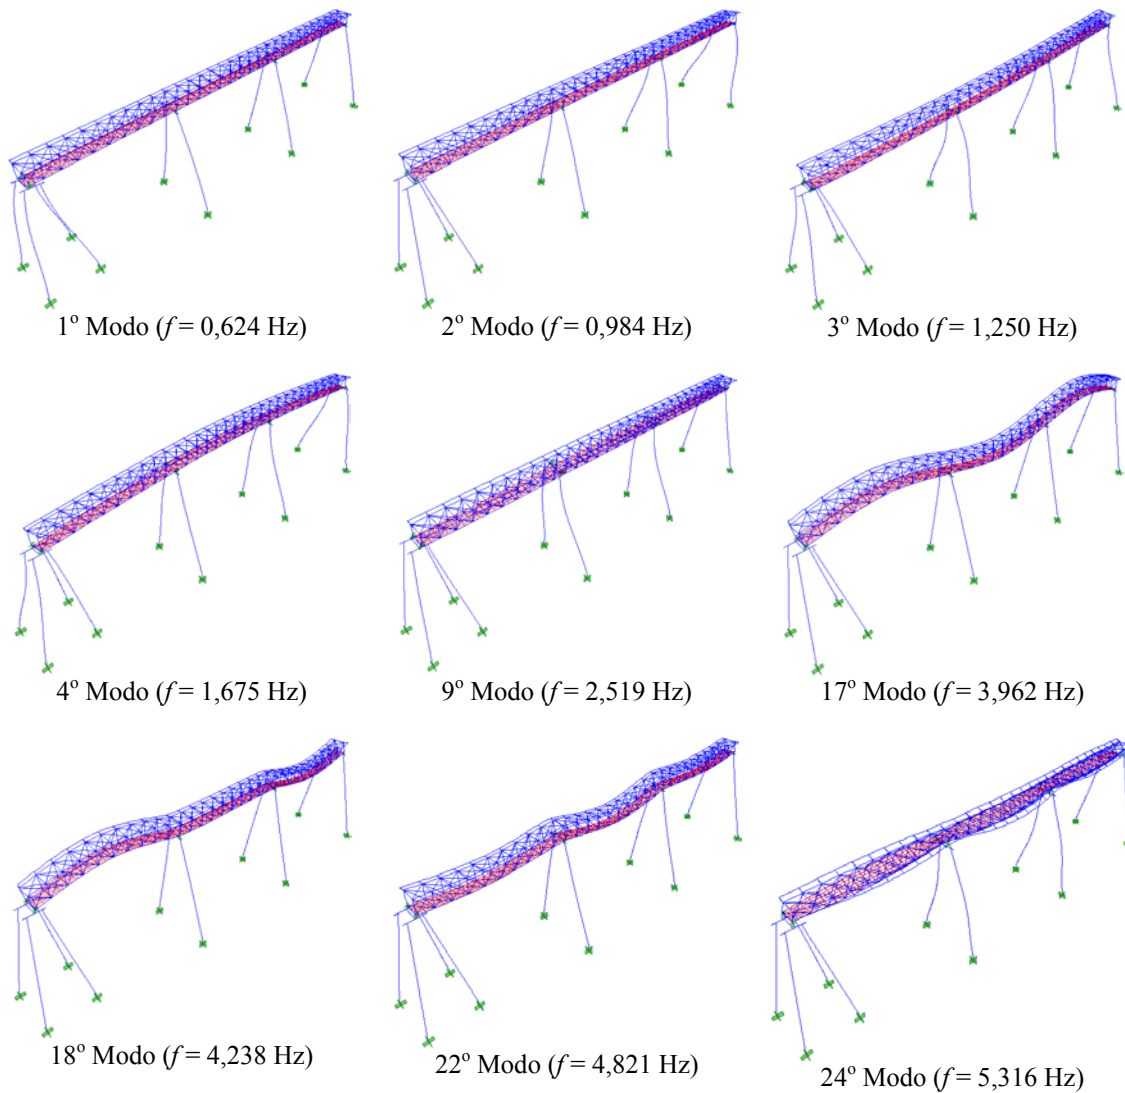 1º Modo (f = 0,624 Hz)
2º Modo (f = 0,984 Hz)
3º Modo (f = 1,250 Hz)
4º Modo (f = 1,675 Hz)
9º Modo (f = 2,519 Hz)
17º Modo (f = 3,962 Hz)
18º Modo (f = 4,238 Hz)
22º Modo (f = 4,821 Hz)
24º Modo (f = 5,316 Hz)